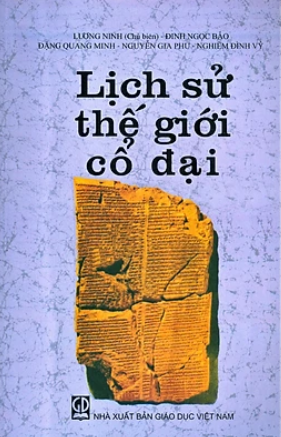 LƯƠNG NINH (Chủ biên) - ĐINH NGỌC BẢO
ĐẶNG QUANG MINH - NGUYỄN GIA PHU - NGHIÊM ĐÌNH VỲ
Lịch sử
thế giới
cổ đại
NHÀ XUẤT BẢN GIÁO DỤC VIỆT NAM